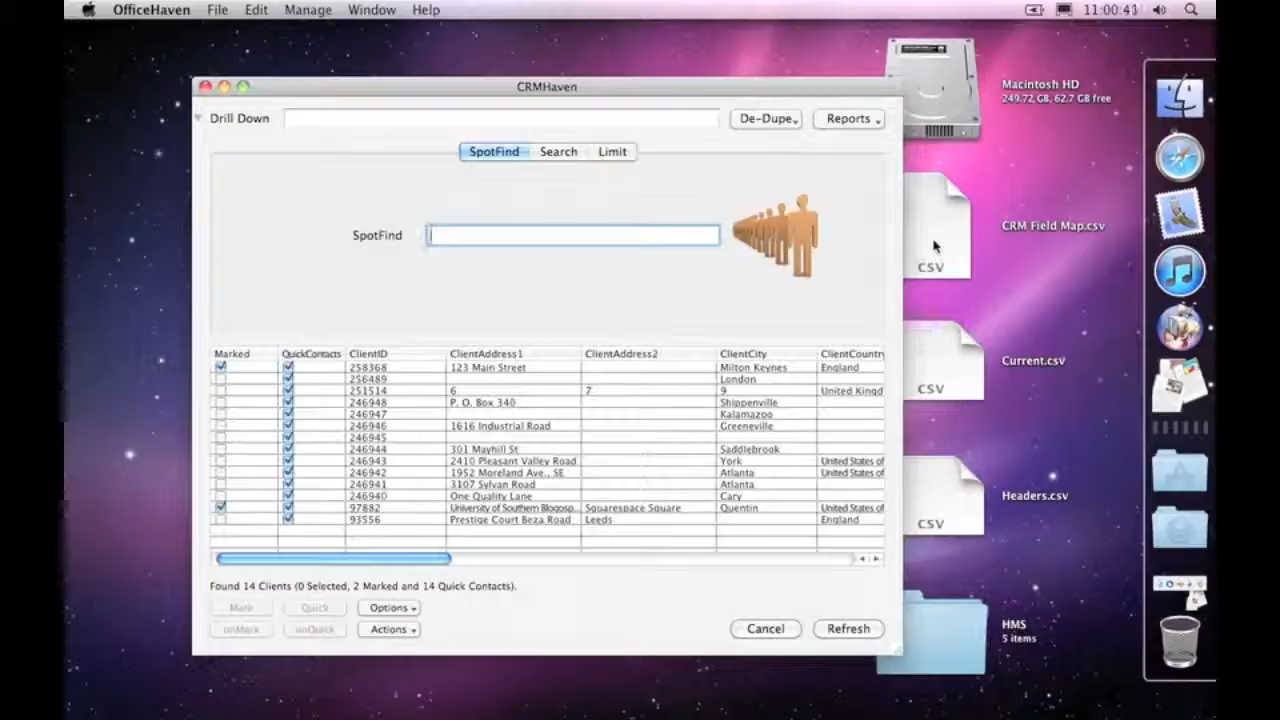 OfficeHaven File Edit Manage Window Help 11:00:41
CRMHaven
Drill Down De-Dupe Reports
SpotFind Search Limit
SpotFind
Marked QuickContacts ClientID ClientAddress1 ClientAddress2 ClientCity ClientCountry
258368 123 Main Street Milton Keynes England
256489 London
251514 6 7 9 United Kingd
246948 P. O. Box 340 Shippenville
246947 Kalamazoo
246946 1616 Industrial Road Greeneville
246945
246944 301 Mayhill St Saddlebrook
246943 2410 Pleasant Valley Road York United States of
246942 1952 Moreland Ave., SE Atlanta United States of
246941 3107 Sylvan Road Atlanta
246940 One Quality Lane Cary
97882 University of Southern Blogosp... Squarespace Square Quentin United States of
93556 Prestige Court Beza Road Leeds England
Found 14 Clients (0 Selected, 2 Marked and 14 Quick Contacts).
Mark Quick Options
unMark unQuick Actions
Cancel Refresh
Macintosh HD
249.72 GB, 62.7 GB free
CSV
CRM Field Map.csv
CSV
Current.csv
CSV
Headers.csv
HMS
5 items